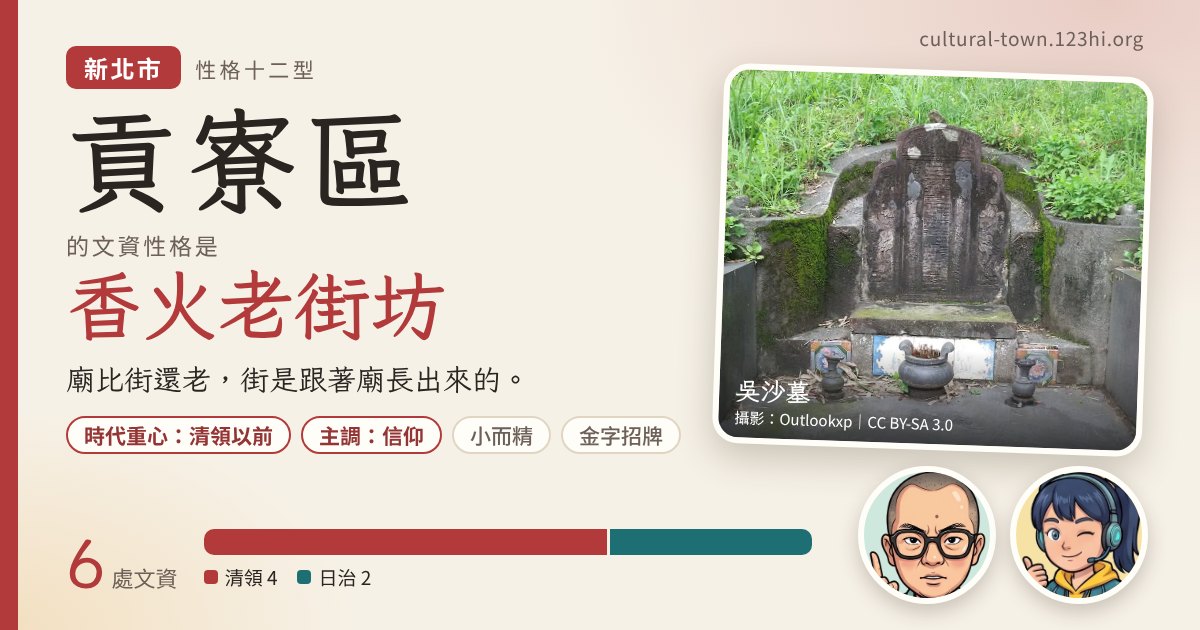 cultural-town.123hi.org
新北市 性格十二型
貢寮區
的文資性格是
香火老街坊
廟比街還老，街是跟著廟長出來的。
時代重心：清領以前 主調：信仰 小而精 金字招牌
吳沙墓
攝影：Outlookxp｜CC BY-SA 3.0
6 處文資
清領 4 日治 2